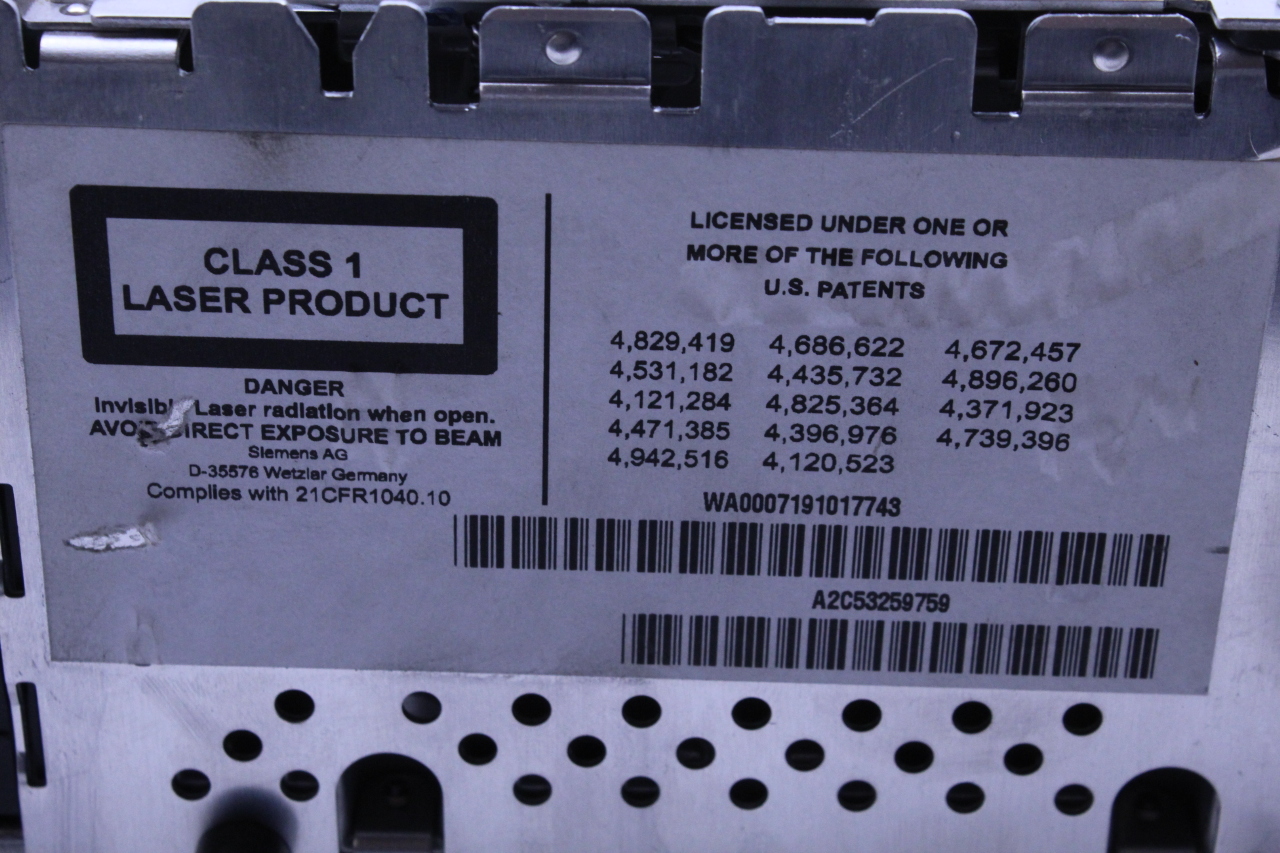 CLASS 1
LASER PRODUCT
DANGER
Laser radiation when open.
EXPOSURE TO BEAM
Siemens AG
D-35576 Wetzlar Germany
Complies with 21CFR1040.10
LICENSED UNDER ONE OR
MORE OF THE FOLLOWING
U.S. PATENTS
4,829,419 4,686,622 4,672,457
4,531,182 4,435,732 4,896,260
4,121,284 4,825,364 4,371,923
4,471,385 4,396,976 4,739,396
4,942,516 4,120,523
WA0007191017743
A2C53259759